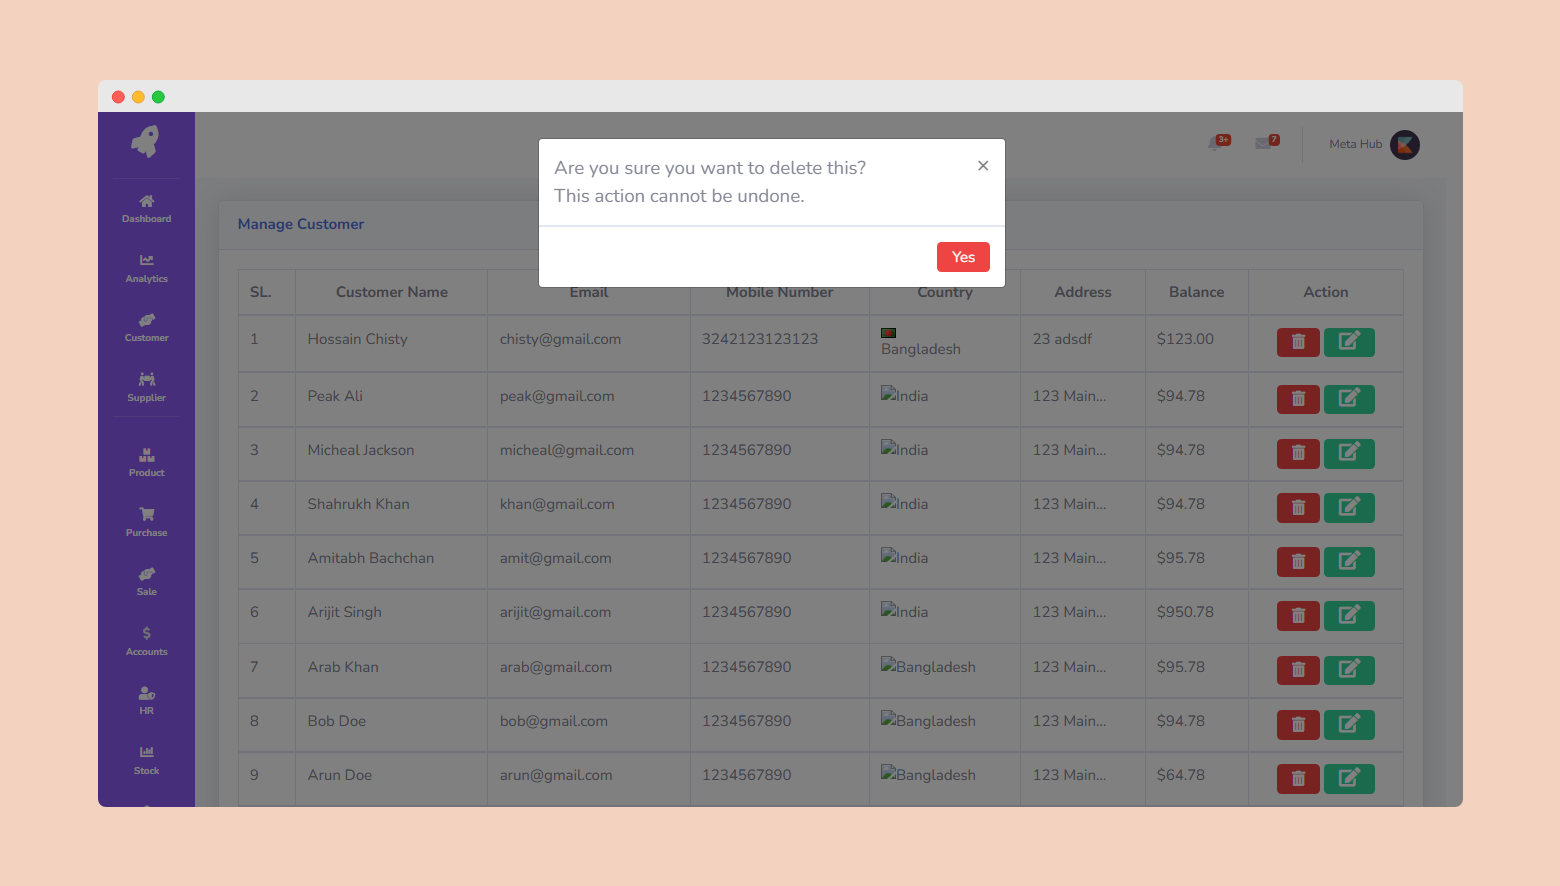 3+
7
Meta Hub
Are you sure you want to delete this?
This action cannot be undone.
×
Yes
Dashboard
Analytics
Customer
Supplier
Product
Purchase
Sale
Accounts
HR
Stock
Manage Customer
SL. Customer Name Email Mobile Number Country Address Balance Action
1 Hossain Chisty chisty@gmail.com 3242123123123 Bangladesh 23 adsdf $123.00
2 Peak Ali peak@gmail.com 1234567890 India 123 Main... $94.78
3 Micheal Jackson micheal@gmail.com 1234567890 India 123 Main... $94.78
4 Shahrukh Khan khan@gmail.com 1234567890 India 123 Main... $94.78
5 Amitabh Bachchan amit@gmail.com 1234567890 India 123 Main... $95.78
6 Arijit Singh arijit@gmail.com 1234567890 India 123 Main... $950.78
7 Arab Khan arab@gmail.com 1234567890 Bangladesh 123 Main... $95.78
8 Bob Doe bob@gmail.com 1234567890 Bangladesh 123 Main... $94.78
9 Arun Doe arun@gmail.com 1234567890 Bangladesh 123 Main... $64.78